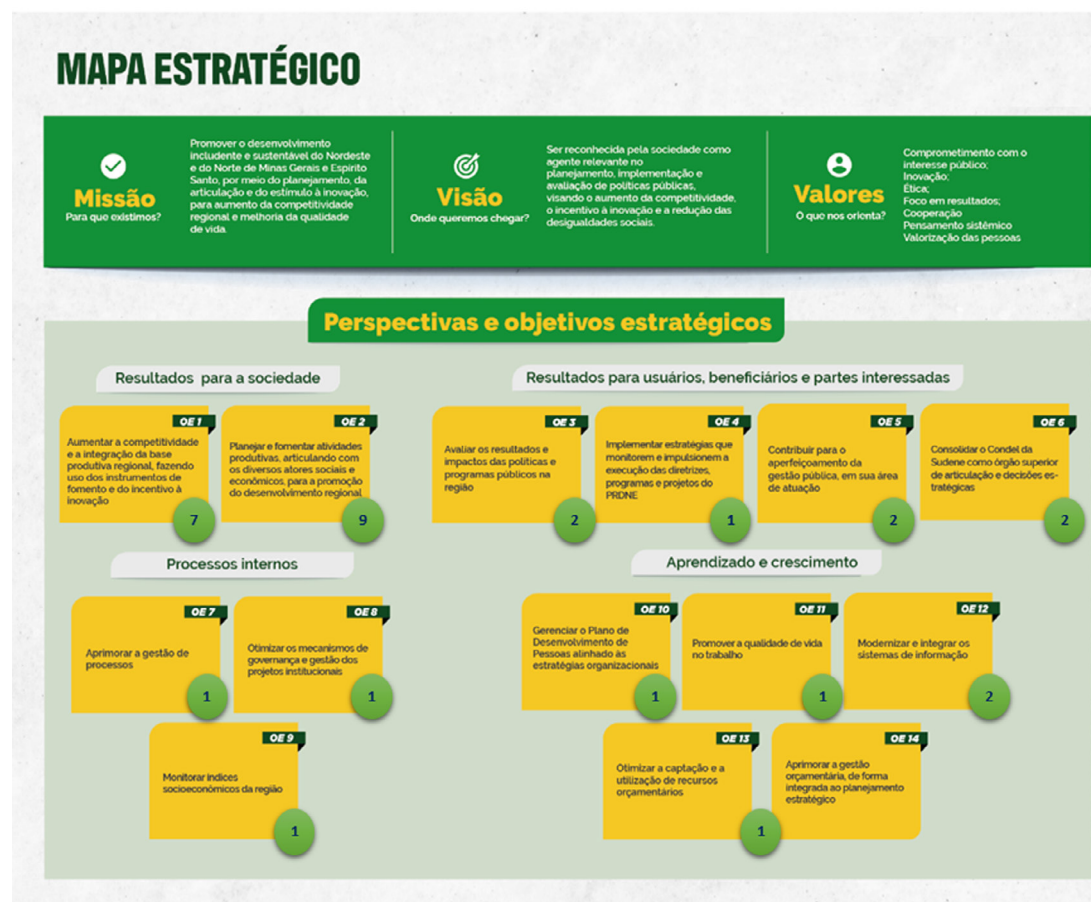 MAPA ESTRATÉGICO
Missão
Para que existimos?
Promover o desenvolvimento
includente e sustentável do Nordeste
e do Norte de Minas Gerais e Espírito
Santo, por meio do planejamento, da
articulação e do estímulo à inovação,
para aumento da competitividade
regional e melhoria da qualidade
de vida.
Visão
Onde queremos chegar?
Ser reconhecida pela sociedade como
agente relevante no
planejamento, implementação e
avaliação de políticas públicas,
visando o aumento da competitividade,
o incentivo à inovação e a redução das
desigualdades sociais.
Valores
O que nos orienta?
Comprometimento com o
interesse público;
Inovação;
Ética;
Foco em resultados;
Cooperação
Pensamento sistêmico
Valorização das pessoas
Perspectivas e objetivos estratégicos
Resultados para a sociedade
OE 1
Aumentar a competitividade
e a integração da base
produtiva regional, fazendo
uso dos instrumentos de
fomento e do incentivo à
inovação
7
OE 2
Planejar e fomentar atividades
produtivas, articulando com
os diversos atores sociais e
econômicos, para a promoção
do desenvolvimento regional
9
Resultados para usuários, beneficiários e partes interessadas
OE 3
Avaliar os resultados e
impactos das políticas e
programas públicos na
região
2
OE 4
Implementar estratégias que
monitorem e impulsionem a
execução das diretrizes,
programas e projetos do
PRDNE
1
OE 5
Contribuir para o
aperfeiçoamento da
gestão pública, em sua área
de atuação
2
OE 6
Consolidar o Condel da
Sudene como órgão superior
de articulação e decisões es-
tratégicas
2
Processos internos
OE 7
Aprimorar a gestão de
processos
1
OE 8
Otimizar os mecanismos de
governança e gestão dos
projetos institucionais
1
OE 9
Monitorar índices
socioeconômicos da região
1
Aprendizado e crescimento
OE 10
Gerenciar o Plano de
Desenvolvimento de
Pessoas alinhado às
estratégias organizacionais
1
OE 11
Promover a qualidade de vida
no trabalho
1
OE 12
Modernizar e integrar os
sistemas de informação
2
OE 13
Otimizar a captação e a
utilização de recursos
orçamentários
1
OE 14
Aprimorar a gestão
orçamentária, de forma
integrada ao planejamento
estratégico